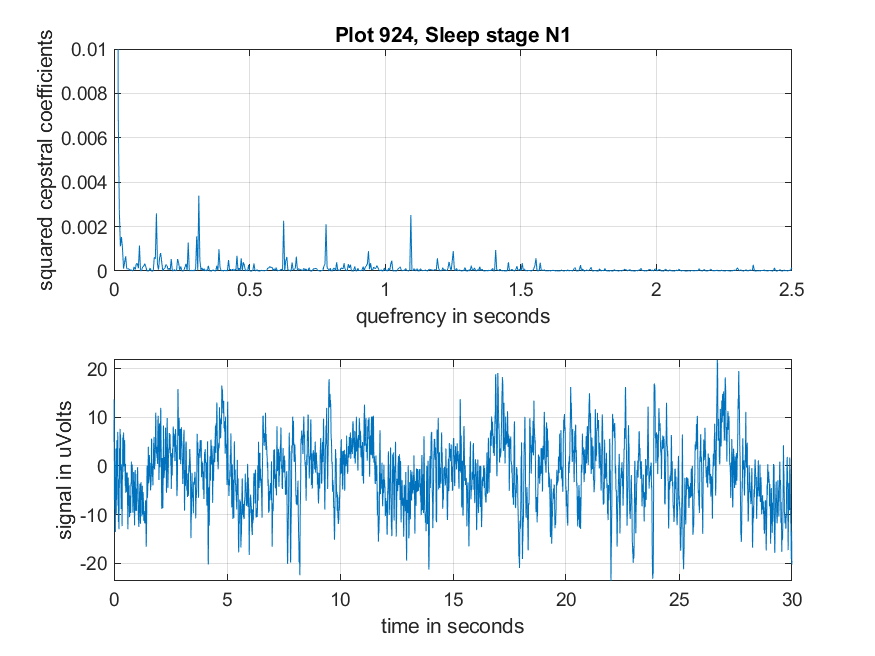 Plot 924, Sleep stage N1
squared cepstral coefficients
0.01
0.008
0.006
0.004
0.002
0
0 0.5 1 1.5 2 2.5
quefrency in seconds
signal in uVolts
20
10
0
-10
-20
0 5 10 15 20 25 30
time in seconds